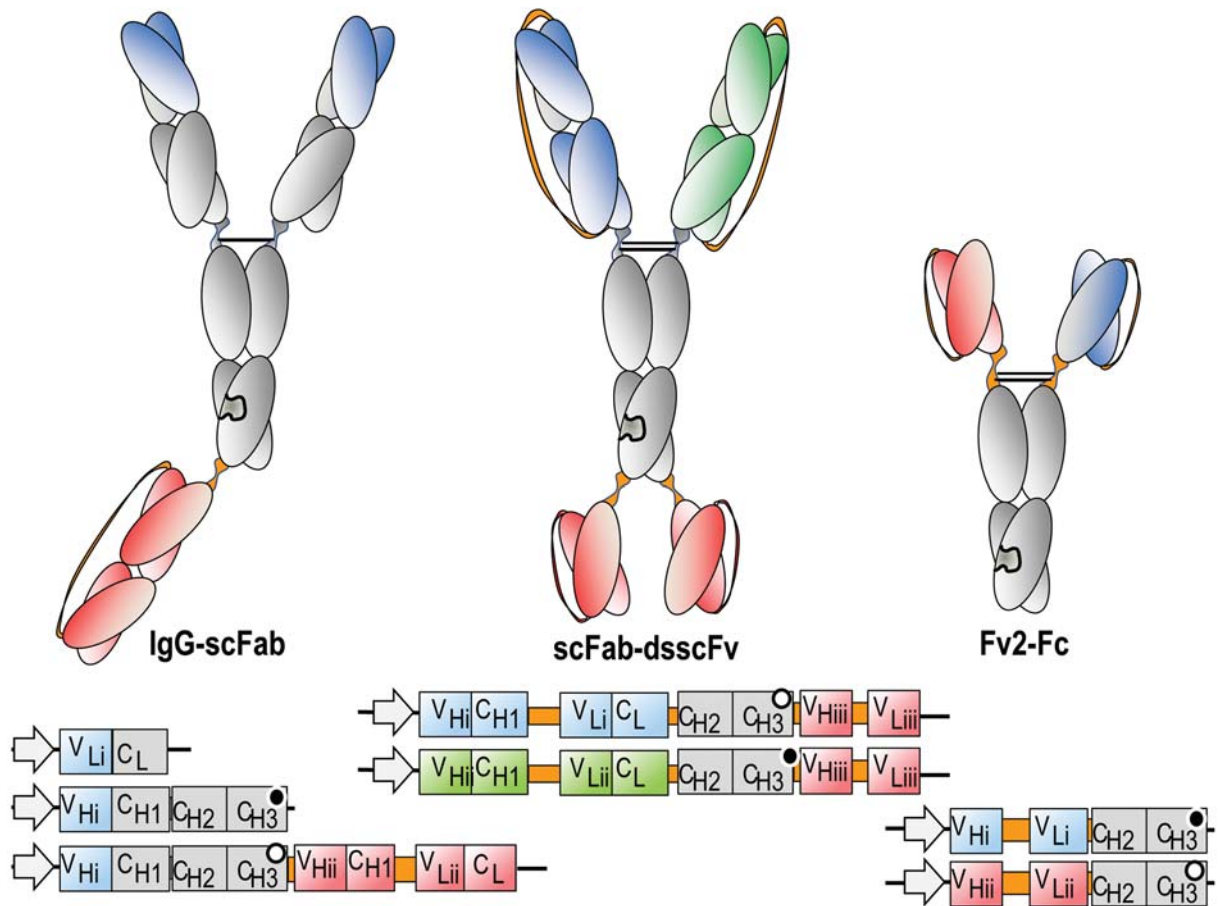 IgG-scFab
scFab-dsscFv
Fv2-Fc
VHi CH1 VLi CL CH2 CH3 VHiii VLiii
VHii CH1 VLii CL CH2 CH3 VHiii VLiii
VLi CL
VHi CH1 CH2 CH3
VHi CH1 CH2 CH3 VHii CH1 VLii CL
VHi VLi CH2 CH3
VHii VLii CH2 CH3